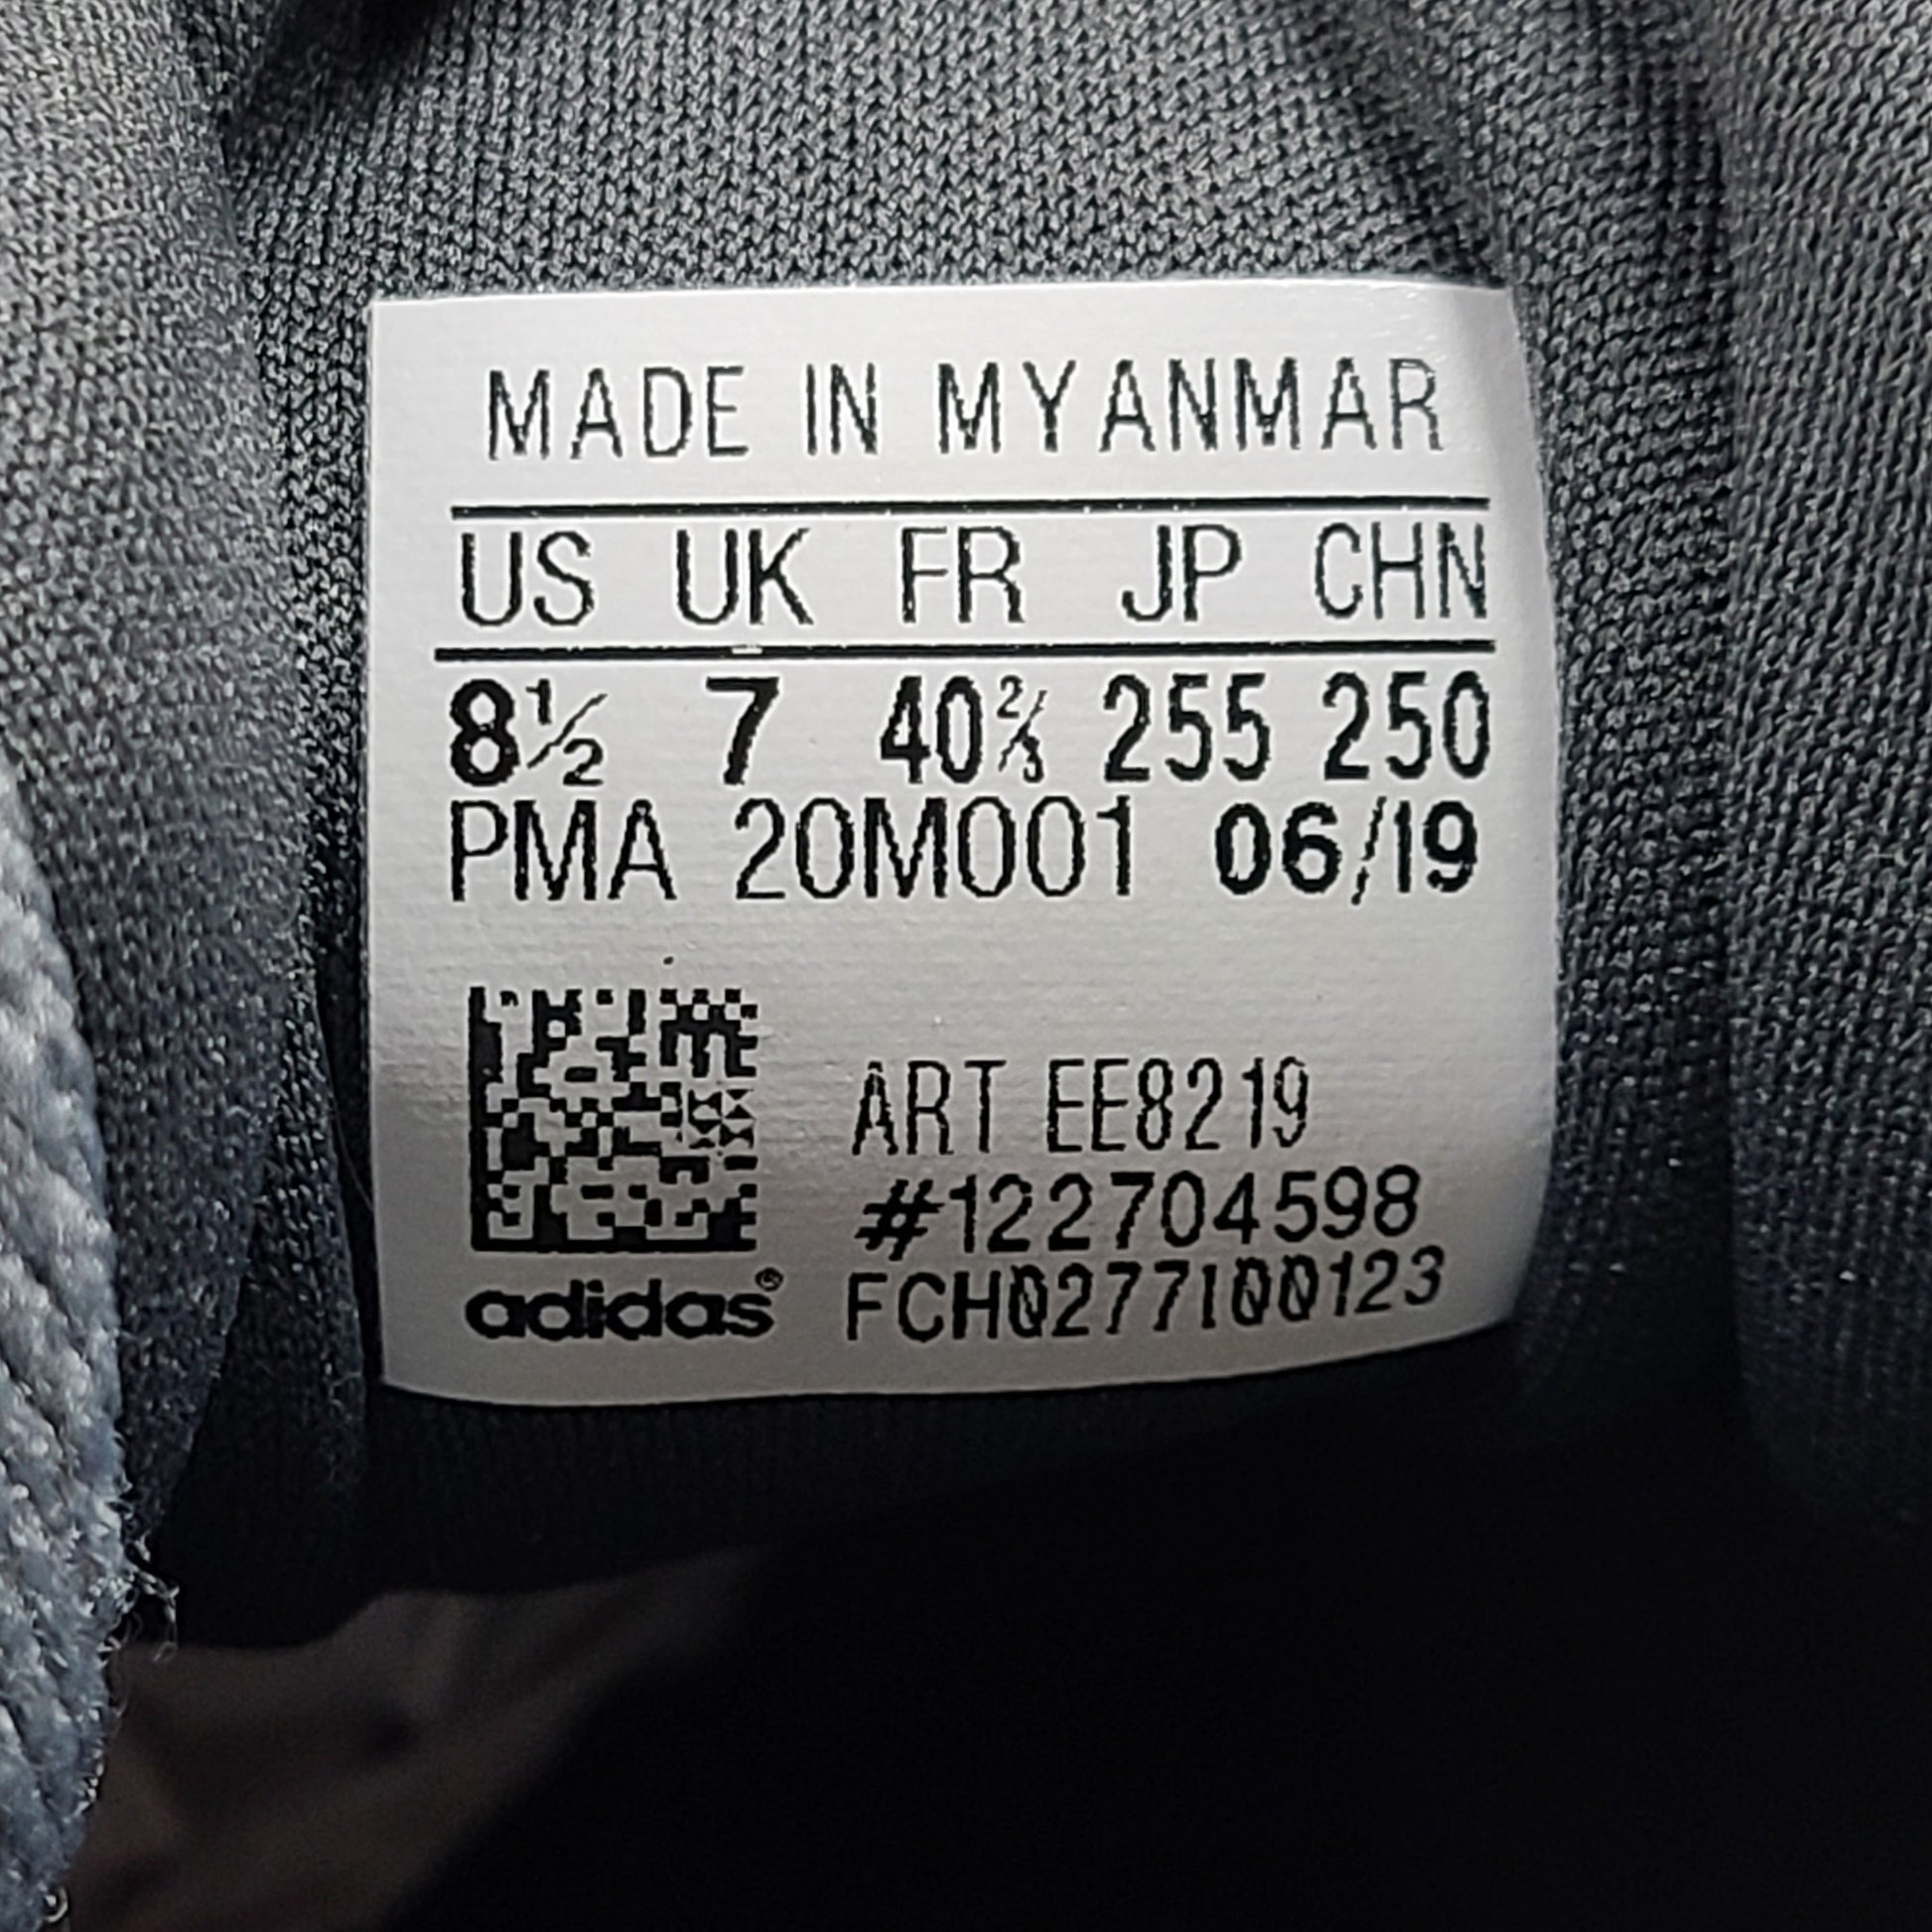 MADE IN MYANMAR
US UK FR JP CHN
8½ 7 40⅔ 255 250
PMA 20M001 06/19
ART EE8219
#122704598
adidas® FCH0277100123